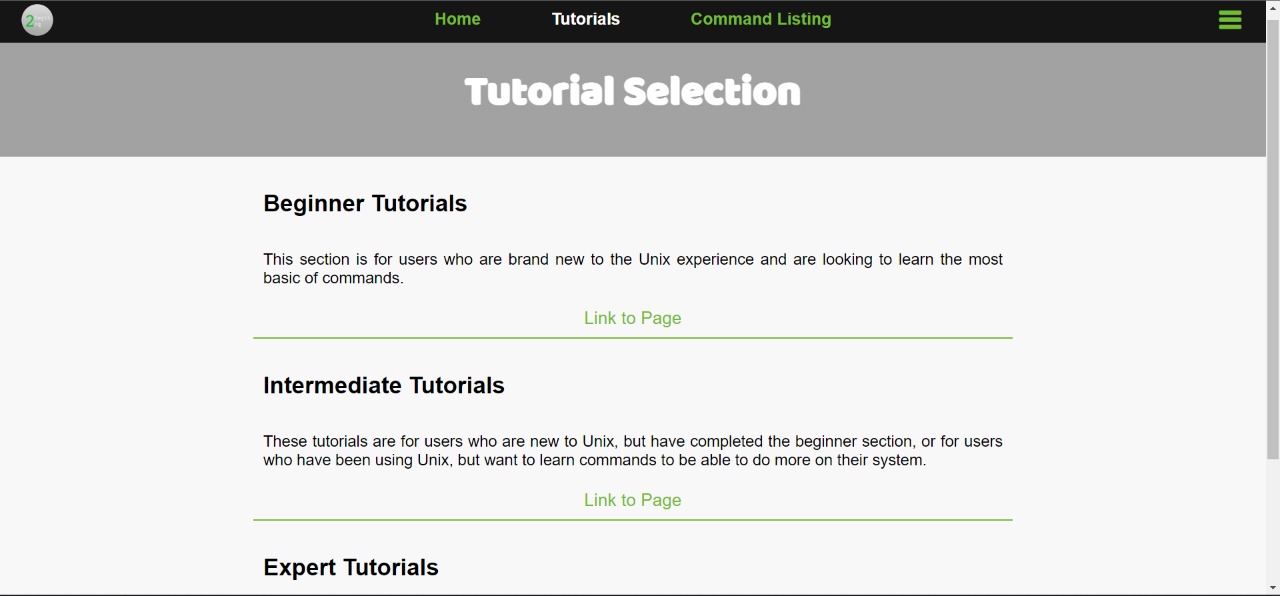 2
Home Tutorials Command Listing
Tutorial Selection
Beginner Tutorials
This section is for users who are brand new to the Unix experience and are looking to learn the most
basic of commands.
Link to Page
Intermediate Tutorials
These tutorials are for users who are new to Unix, but have completed the beginner section, or for users
who have been using Unix, but want to learn commands to be able to do more on their system.
Link to Page
Expert Tutorials